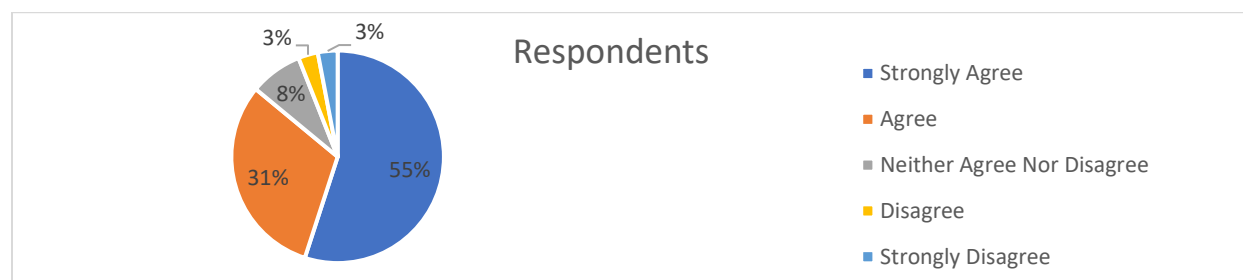 3%
3%
Respondents
8%
31%
55%
Strongly Agree
Agree
Neither Agree Nor Disagree
Disagree
Strongly Disagree